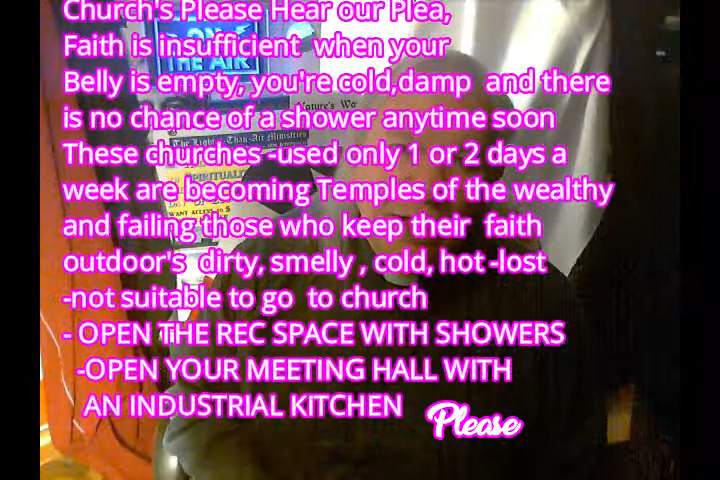 Church's Please Hear our Plea,
Faith is insufficient when your
Belly is empty, you're cold,damp and there
is no chance of a shower anytime soon
These churches -used only 1 or 2 days a
week are becoming Temples of the wealthy
and failing those who keep their faith
outdoor's dirty, smelly , cold, hot -lost
-not suitable to go to church
- OPEN THE REC SPACE WITH SHOWERS
-OPEN YOUR MEETING HALL WITH
AN INDUSTRIAL KITCHEN
Please
ON
THE AIR
Nature's
The Light -Than-Air Ministries
SPIRITUAL
WANT ACCESS